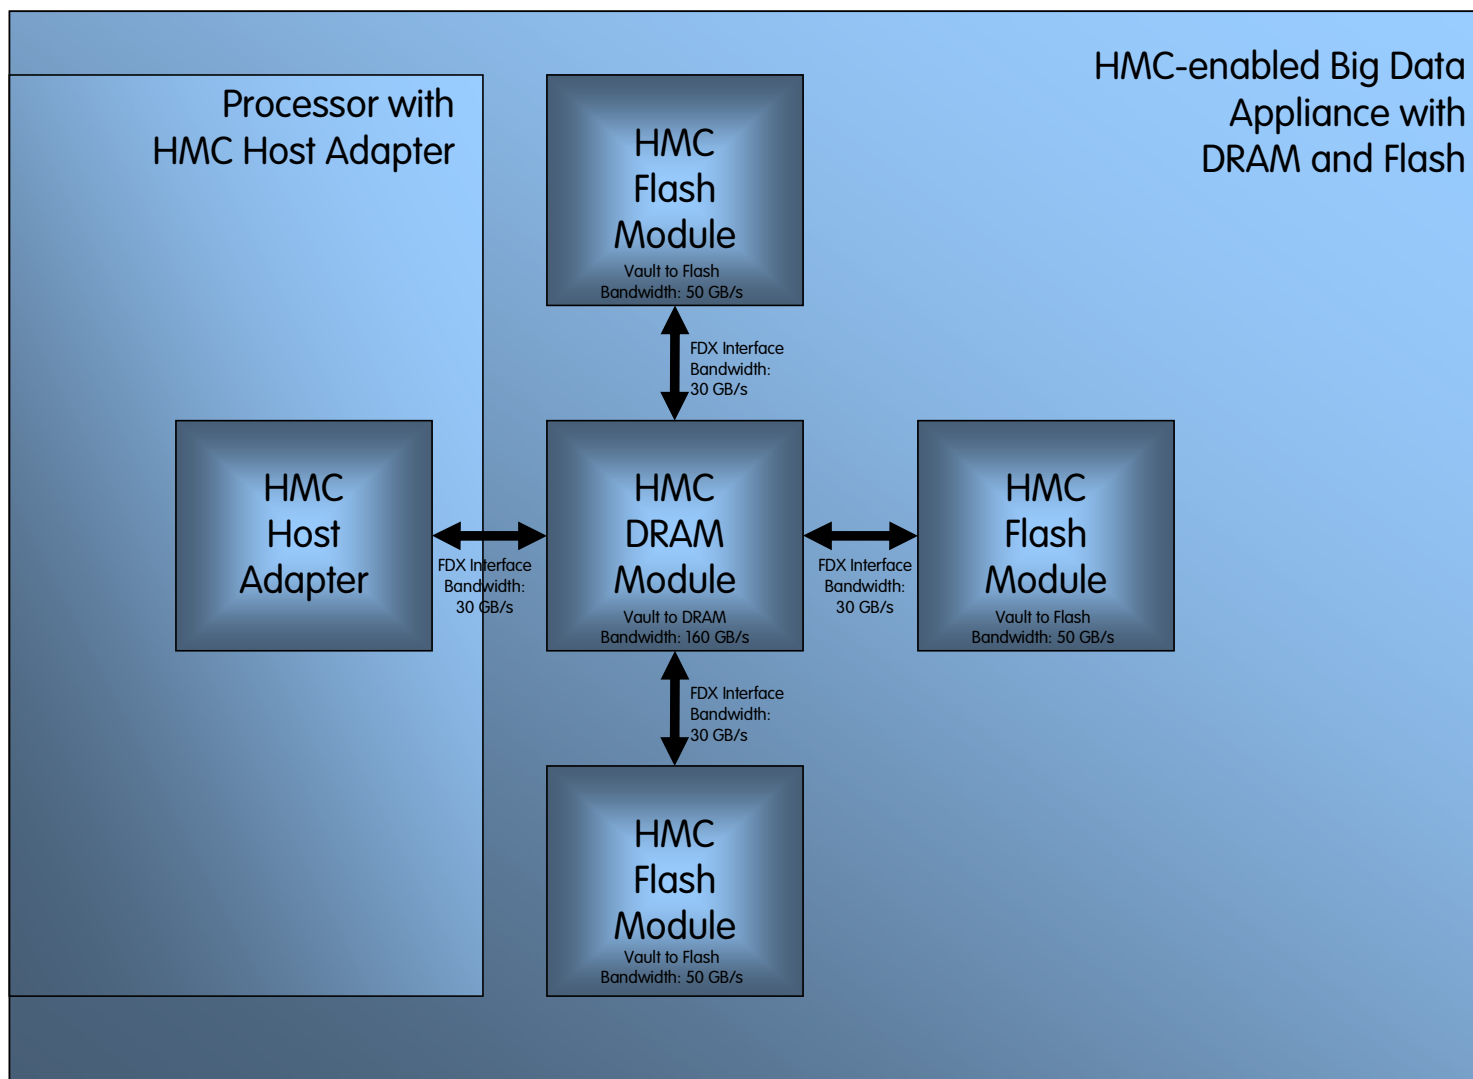 HMC-enabled Big Data
Appliance with
DRAM and Flash
Processor with
HMC Host Adapter
HMC
Flash
Module
Vault to Flash
Bandwidth: 50 GB/s
FDX Interface
Bandwidth:
30 GB/s
HMC
Host
Adapter
FDX Interface
Bandwidth:
30 GB/s
HMC
DRAM
Module
Vault to DRAM
Bandwidth: 160 GB/s
FDX Interface
Bandwidth:
30 GB/s
HMC
Flash
Module
Vault to Flash
Bandwidth: 50 GB/s
FDX Interface
Bandwidth:
30 GB/s
HMC
Flash
Module
Vault to Flash
Bandwidth: 50 GB/s